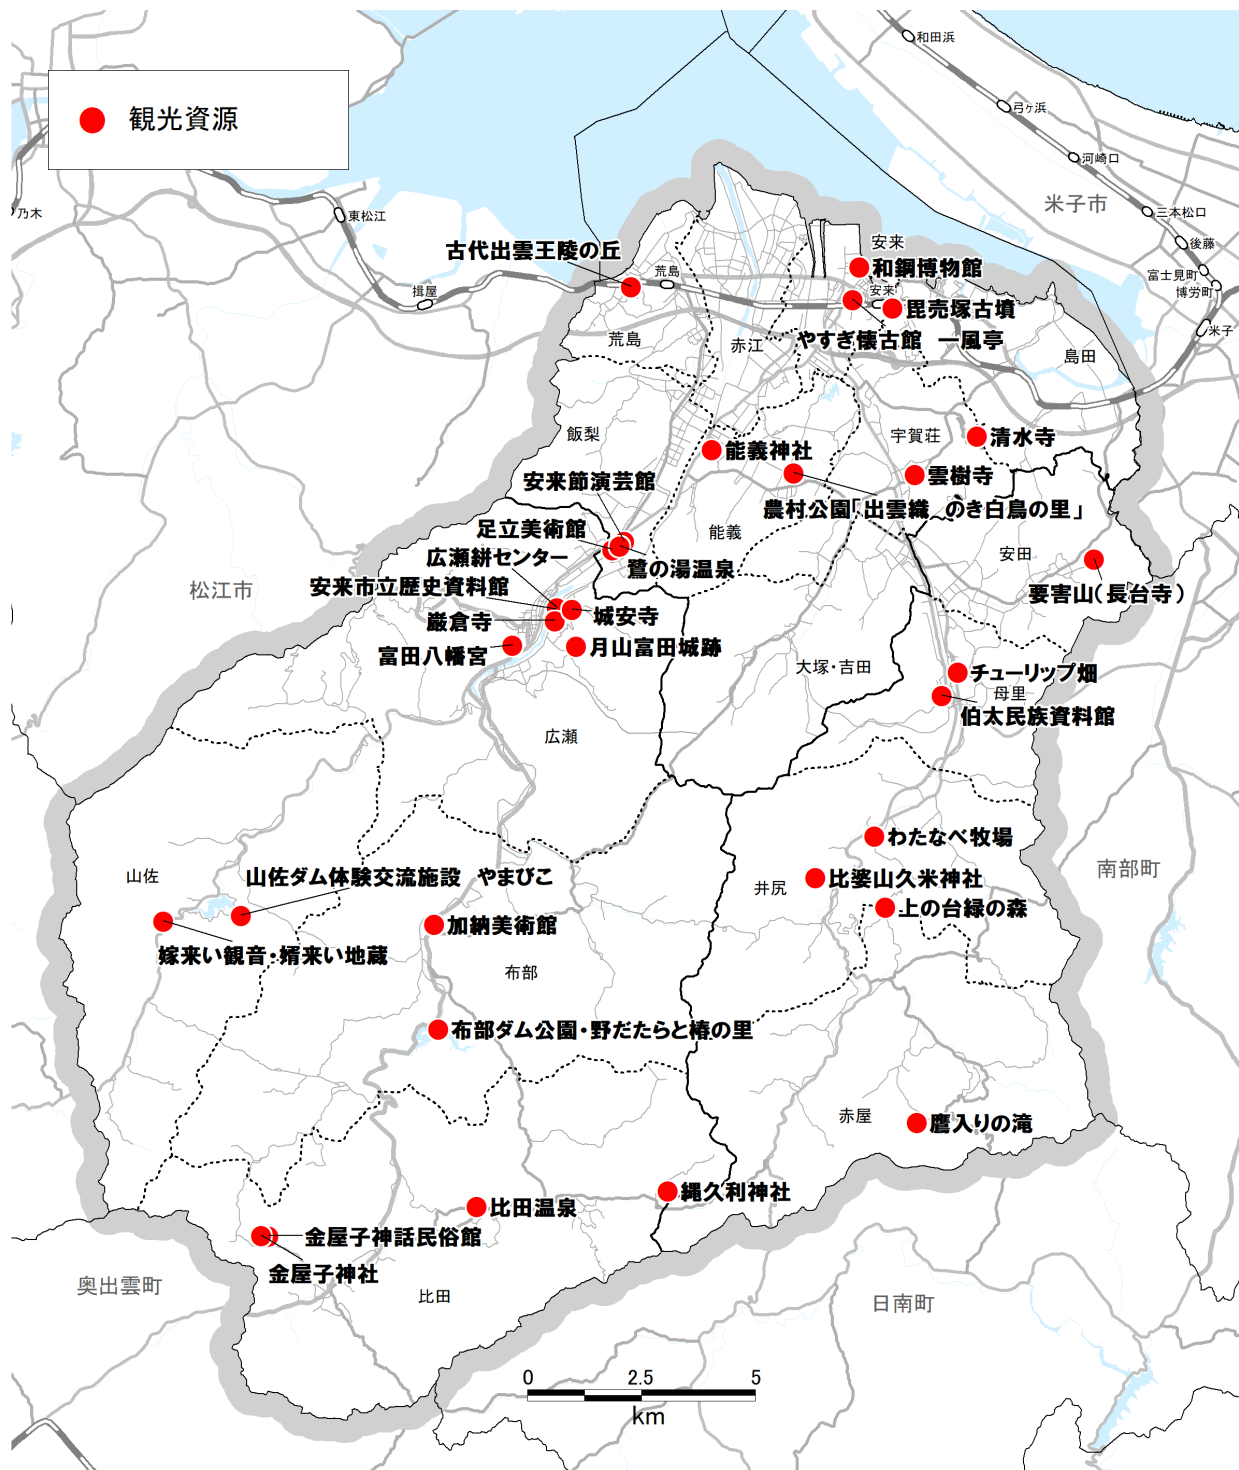 和田浜
弓ヶ浜
観光資源
河崎口
米子市
三本松口
乃木
東松江
後藤
安来
古代出雲王陵の丘
和鋼博物館
荒島
富士見町
博労町
揖屋
安来
毘売塚古墳
米子
荒島
赤江
やすぎ懐古館 一風亭
島田
飯梨
宇賀荘
清水寺
能義神社
安来節演芸館
雲樹寺
農村公園「出雲織 のき白鳥の里」
足立美術館
能義
広瀬絣センター
安田
鷺の湯温泉
安来市立歴史資料館
松江市
要害山(長台寺)
城安寺
巌倉寺
月山富田城跡
富田八幡宮
大塚・吉田
チューリップ畑
母里
伯太民族資料館
広瀬
わたなべ牧場
南部町
山佐
山佐ダム体験交流施設 やまびこ
井尻
比婆山久米神社
上の台緑の森
加納美術館
嫁来い観音・婿来い地蔵
布部
布部ダム公園・野だたらと椿の里
赤屋
鷹入りの滝
縄久利神社
比田温泉
金屋子神話民俗館
金屋子神社
奥出雲町
比田
日南町
0 2.5 5
km